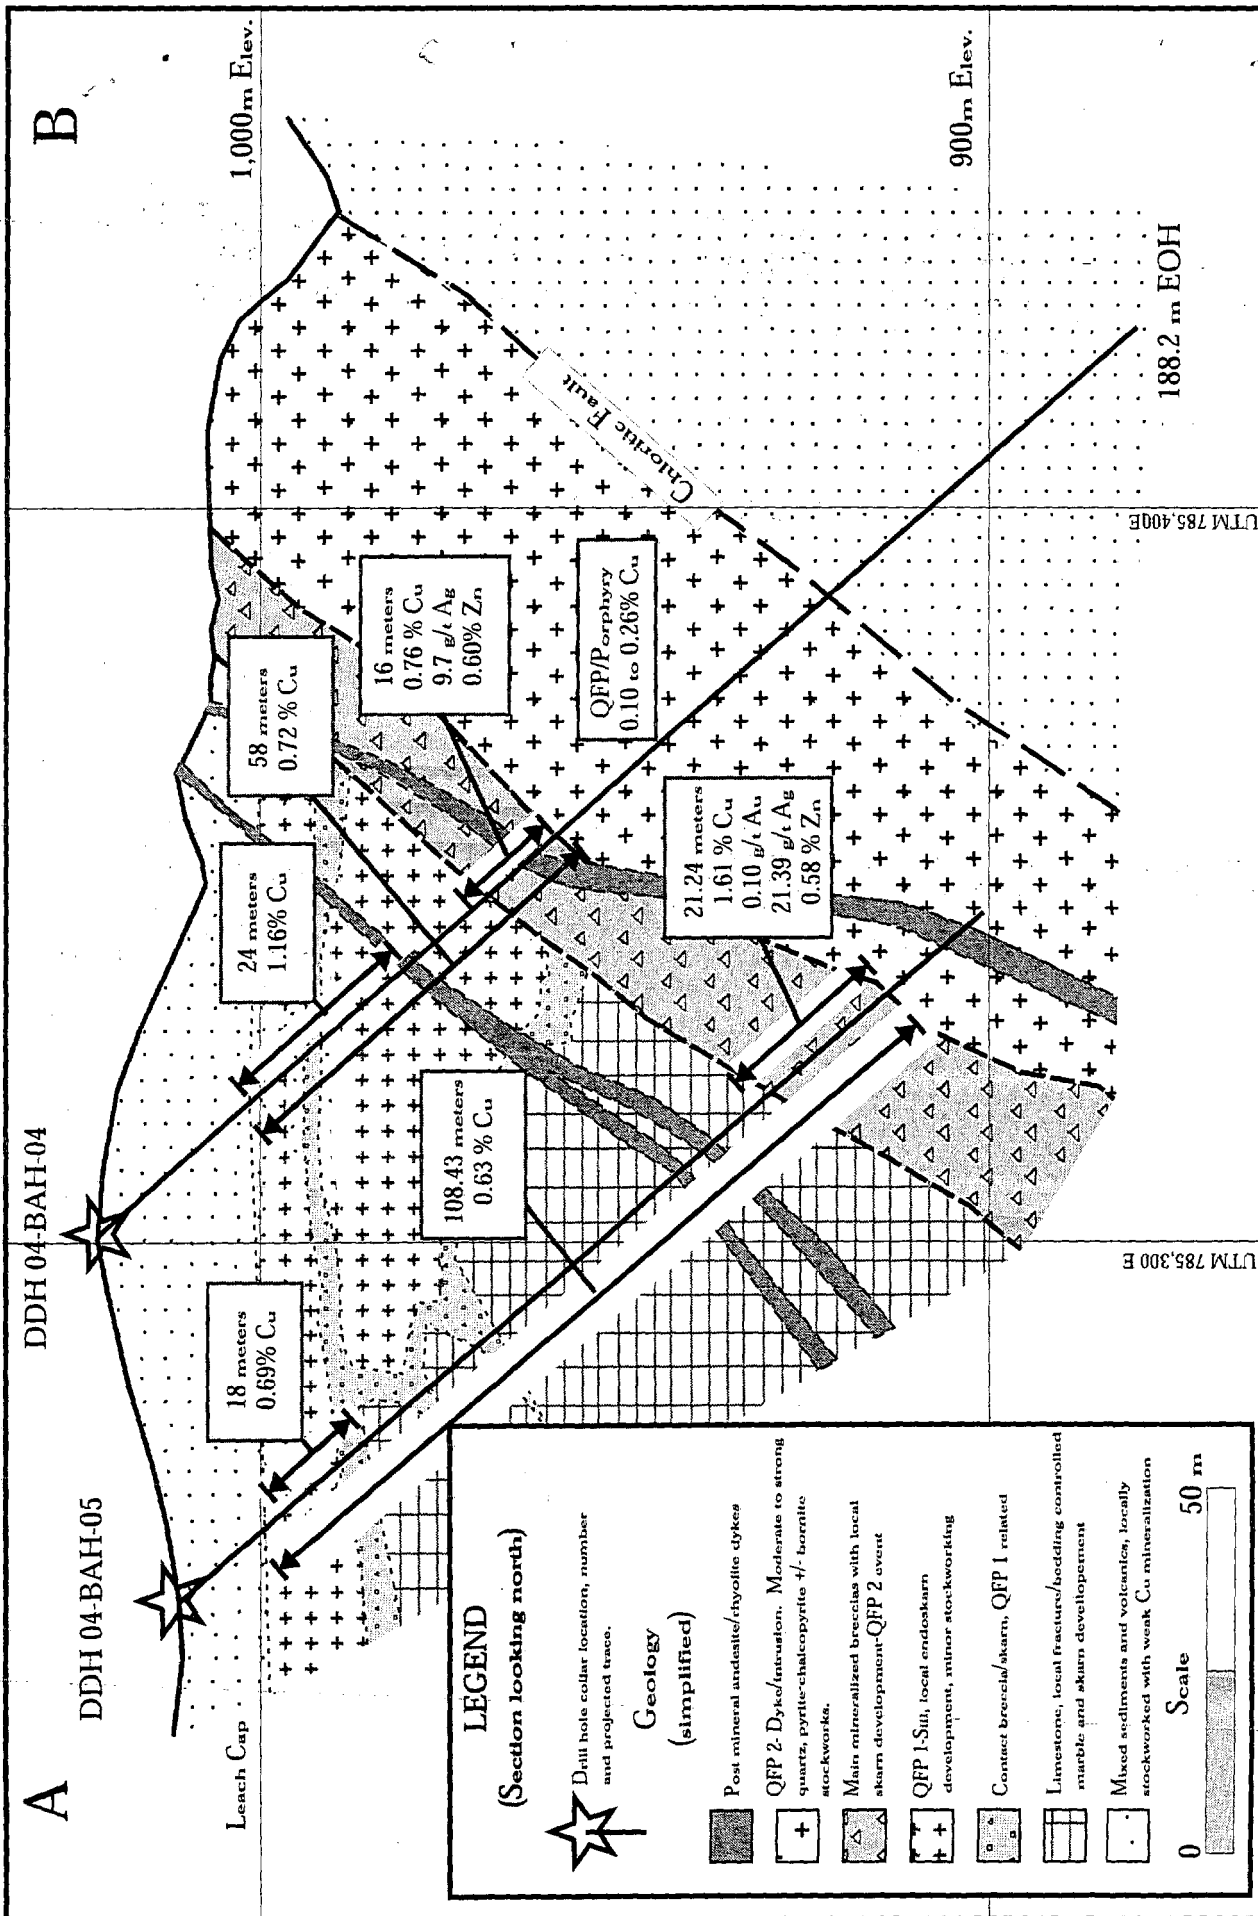 A
B
DDH 04-BAH-05
DDH 04-BAH-04
Leach Cap
1,000m Elev.
900m Elev.
18 meters
0.69% Cu
24 meters
1.16% Cu
58 meters
0.72 % Cu
16 meters
0.76 % Cu
9.7 g/t Ag
0.60% Zn
108.43 meters
0.63 % Cu
QFP/Porphyry
0.10 to 0.26% Cu
21.24 meters
1.61 % Cu
0.10 g/t Au
21.39 g/t Ag
0.58 % Zn
Chloritic Fault
188.2 m EOH
UTM 785,300 E
UTM 785,400E
LEGEND
(Section looking north)
Drill hole collar location, number
and projected trace.
Geology
(simplified)
Post mineral andesite/rhyolite dykes
QFP 2- Dyke/intrusion. Moderate to strong
quartz, pyrite-chalcopyrite +/- bornite
stockworks.
Main mineralized breccias with local
skarn development-QFP 2 event
QFP 1-Sill, local endoskarn
development, minor stockworking
Contact breccia/skarn, QFP 1 related
Limestone, local fracture/bedding controlled
marble and skarn developement
Mixed sediments and volcanics, locally
stockworked with weak Cu mineralization
0
Scale
50 m